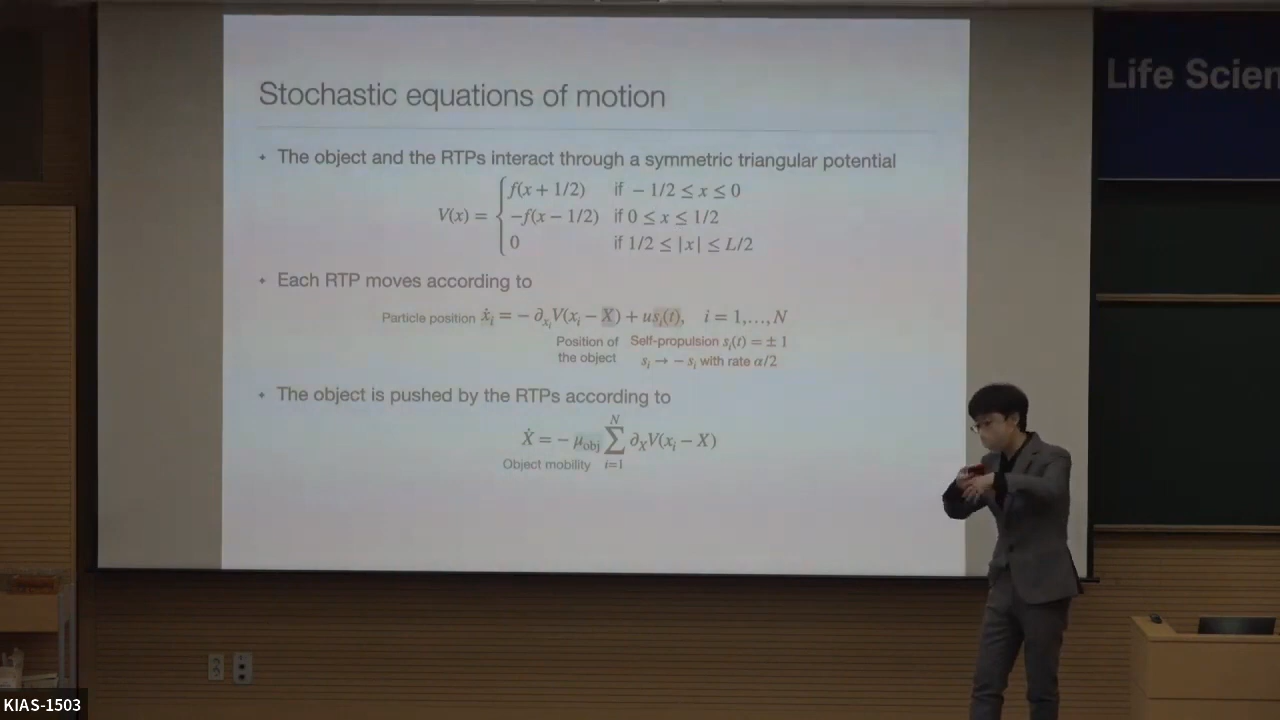 Life Scien
Stochastic equations of motion
The object and the RTPs interact through a symmetric triangular potential
f(x + 1/2) if − 1/2 ≤ x ≤ 0
V(x) = { −f(x − 1/2) if 0 ≤ x ≤ 1/2
0 if 1/2 ≤ |x| ≤ L/2
Each RTP moves according to
Particle position ẋᵢ = − ∂ₓᵢV(xᵢ − X) + usᵢ(t), i = 1,…,N
Position of Self-propulsion sᵢ(t) = ± 1
the object sᵢ → − sᵢ with rate α/2
The object is pushed by the RTPs according to
Ẋ = − μobj ∑ᵢ₌₁ᴺ ∂XV(xᵢ − X)
Object mobility
KIAS-1503